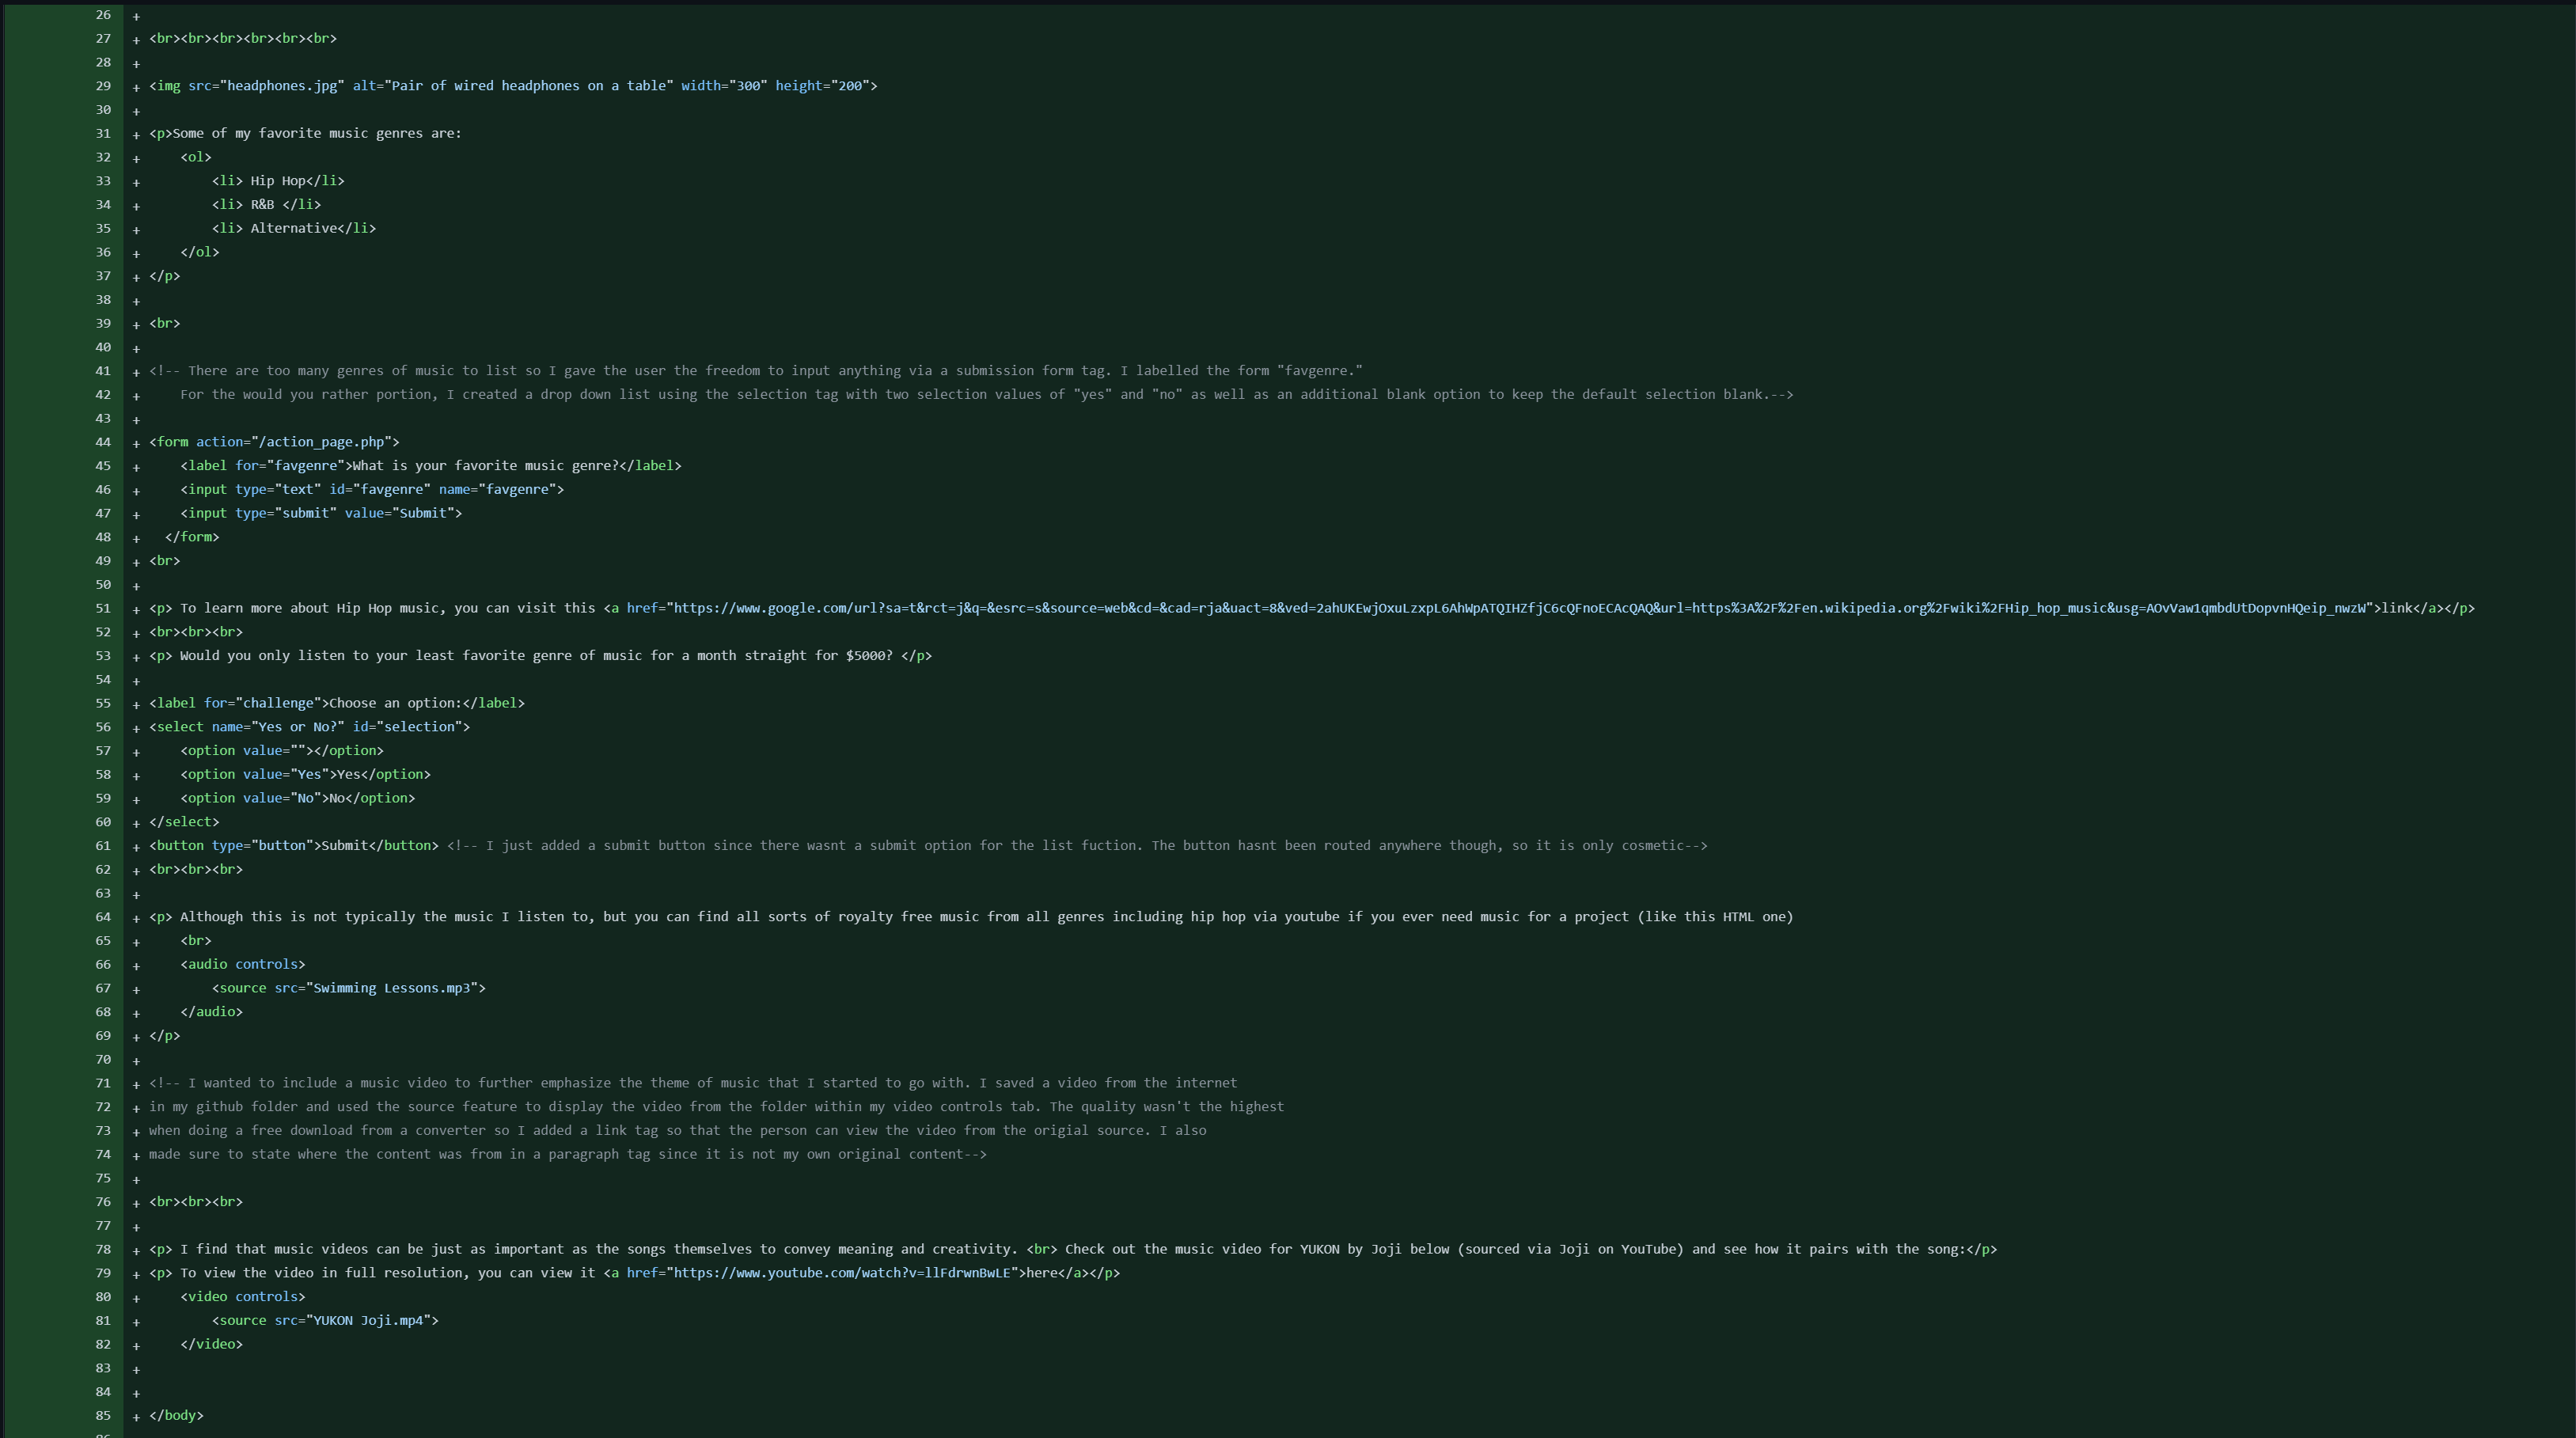 26 +
27 + <br><br><br><br><br><br>
28 +
29 + <img src="headphones.jpg" alt="Pair of wired headphones on a table" width="300" height="200">
30 +
31 + <p>Some of my favorite music genres are:
32 +     <ol>
33 +         <li> Hip Hop</li>
34 +         <li> R&B </li>
35 +         <li> Alternative</li>
36 +     </ol>
37 + </p>
38 +
39 + <br>
40 +
41 + <!-- There are too many genres of music to list so I gave the user the freedom to input anything via a submission form tag. I labelled the form "favgenre."
42 +     For the would you rather portion, I created a drop down list using the selection tag with two selection values of "yes" and "no" as well as an additional blank option to keep the default selection blank.-->
43 +
44 + <form action="/action_page.php">
45 +     <label for="favgenre">What is your favorite music genre?</label>
46 +     <input type="text" id="favgenre" name="favgenre">
47 +     <input type="submit" value="Submit">
48 +   </form>
49 + <br>
50 +
51 + <p> To learn more about Hip Hop music, you can visit this <a href="https://www.google.com/url?sa=t&rct=j&q=&esrc=s&source=web&cd=&cad=rja&uact=8&ved=2ahUKEwjOxuLzxpL6AhWpATQIHZfjC6cQFnoECAcQAQ&url=https%3A%2F%2Fen.wikipedia.org%2Fwiki%2FHip_hop_music&usg=AOvVaw1qmbdUtDopvnHQeip_nwzW">link</a></p>
52 + <br><br><br>
53 + <p> Would you only listen to your least favorite genre of music for a month straight for $5000? </p>
54 +
55 + <label for="challenge">Choose an option:</label>
56 + <select name="Yes or No?" id="selection">
57 +     <option value=""></option>
58 +     <option value="Yes">Yes</option>
59 +     <option value="No">No</option>
60 + </select>
61 + <button type="button">Submit</button> <!-- I just added a submit button since there wasnt a submit option for the list fuction. The button hasnt been routed anywhere though, so it is only cosmetic-->
62 + <br><br><br>
63 +
64 + <p> Although this is not typically the music I listen to, but you can find all sorts of royalty free music from all genres including hip hop via youtube if you ever need music for a project (like this HTML one)
65 +     <br>
66 +     <audio controls>
67 +         <source src="Swimming Lessons.mp3">
68 +     </audio>
69 + </p>
70 +
71 + <!-- I wanted to include a music video to further emphasize the theme of music that I started to go with. I saved a video from the internet
72 + in my github folder and used the source feature to display the video from the folder within my video controls tab. The quality wasn't the highest
73 + when doing a free download from a converter so I added a link tag so that the person can view the video from the origial source. I also
74 + made sure to state where the content was from in a paragraph tag since it is not my own original content-->
75 +
76 + <br><br><br>
77 +
78 + <p> I find that music videos can be just as important as the songs themselves to convey meaning and creativity. <br> Check out the music video for YUKON by Joji below (sourced via Joji on YouTube) and see how it pairs with the song:</p>
79 + <p> To view the video in full resolution, you can view it <a href="https://www.youtube.com/watch?v=llFdrwnBwLE">here</a></p>
80 +     <video controls>
81 +         <source src="YUKON Joji.mp4">
82 +     </video>
83 +
84 +
85 + </body>